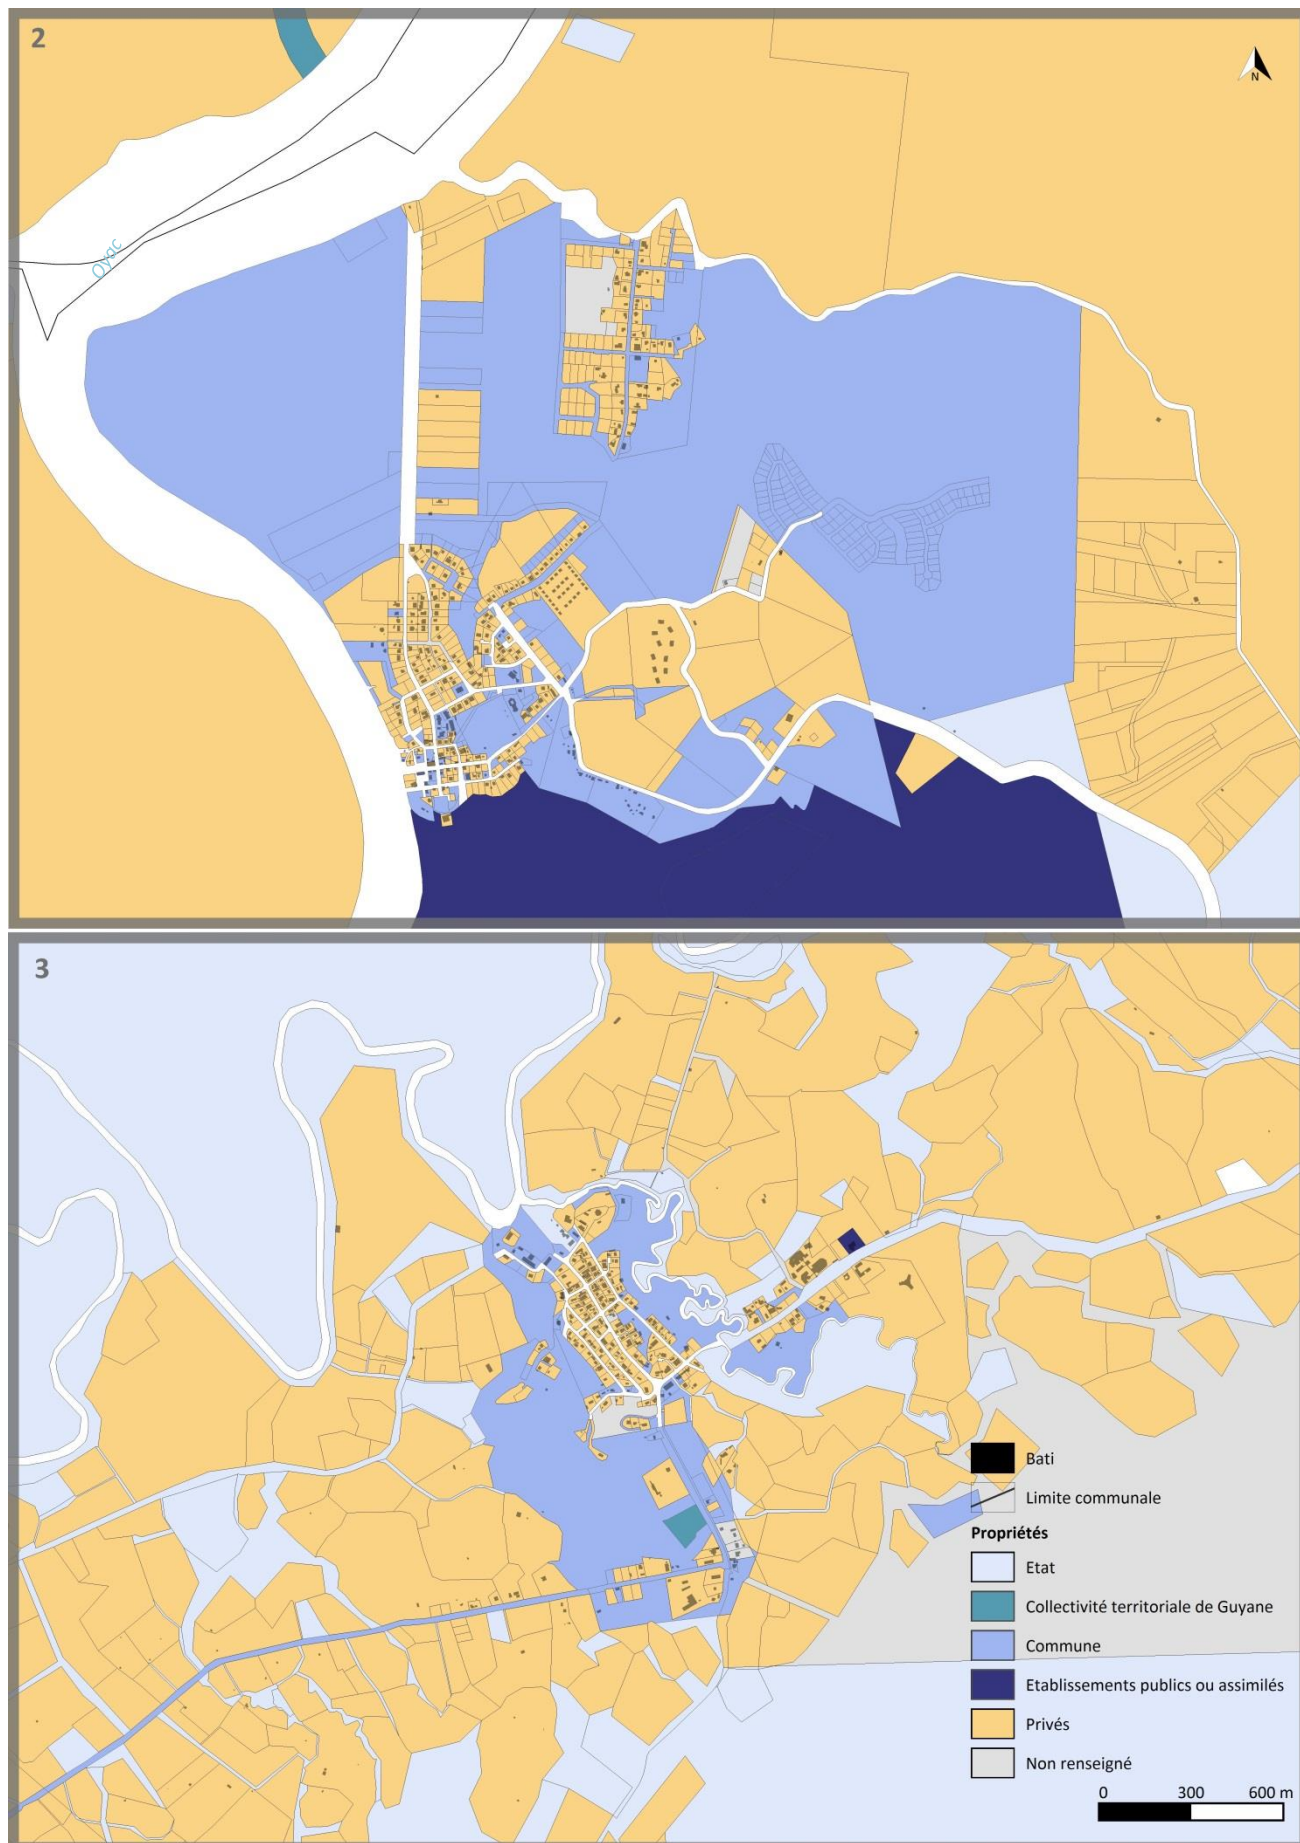 2
N
Oyac
3
Bati
Limite communale
Propriétés
Etat
Collectivité territoriale de Guyane
Commune
Etablissements publics ou assimilés
Privés
Non renseigné
0 300 600 m